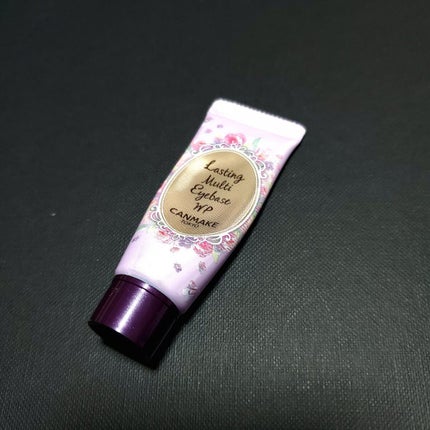 Lasting
Multi
Eyebase
WP
CANMAKE
TOKYO